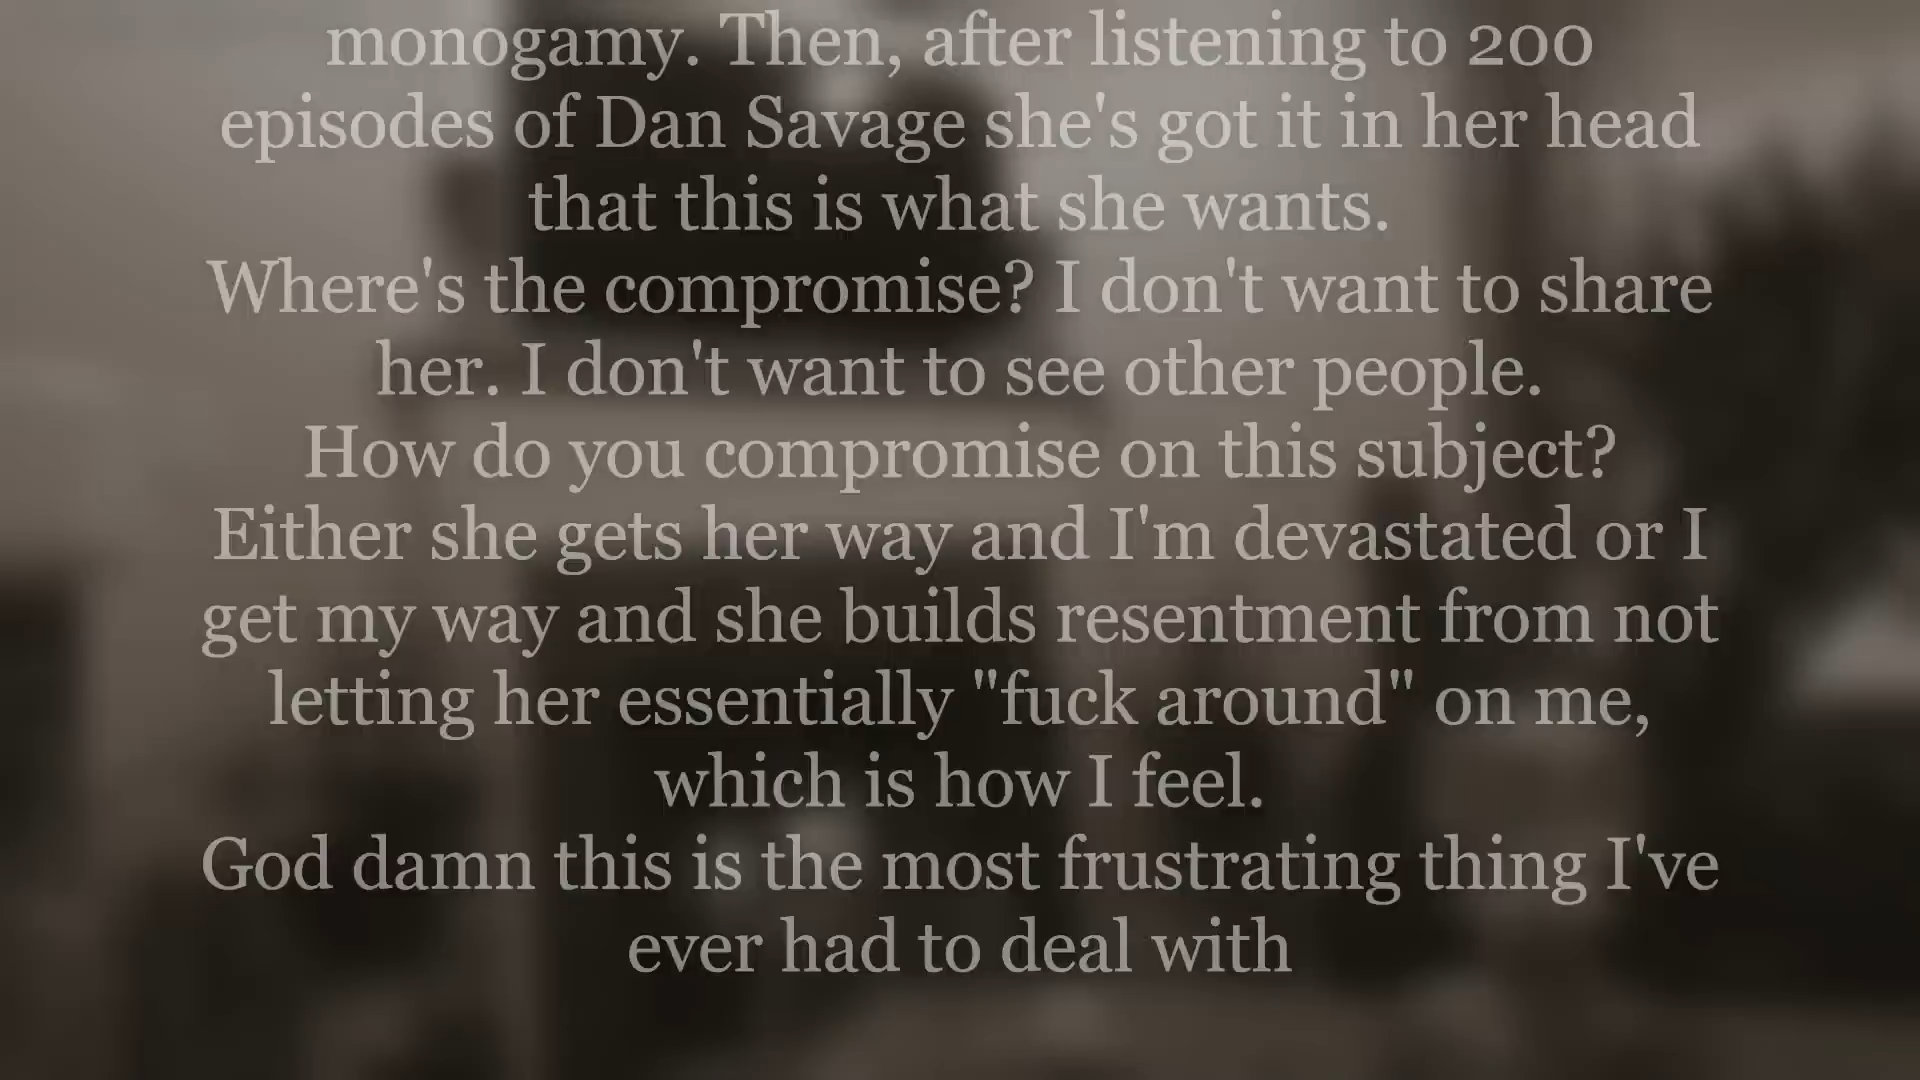 monogamy. Then, after listening to 200
episodes of Dan Savage she's got it in her head
that this is what she wants.
Where's the compromise? I don't want to share
her. I don't want to see other people.
How do you compromise on this subject?
Either she gets her way and I'm devastated or I
get my way and she builds resentment from not
letting her essentially "fuck around" on me,
which is how I feel.
God damn this is the most frustrating thing I've
ever had to deal with